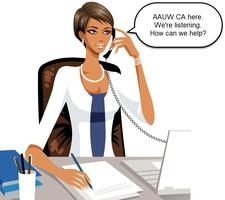 AAUW CA here.
We're listening.
How can we help?